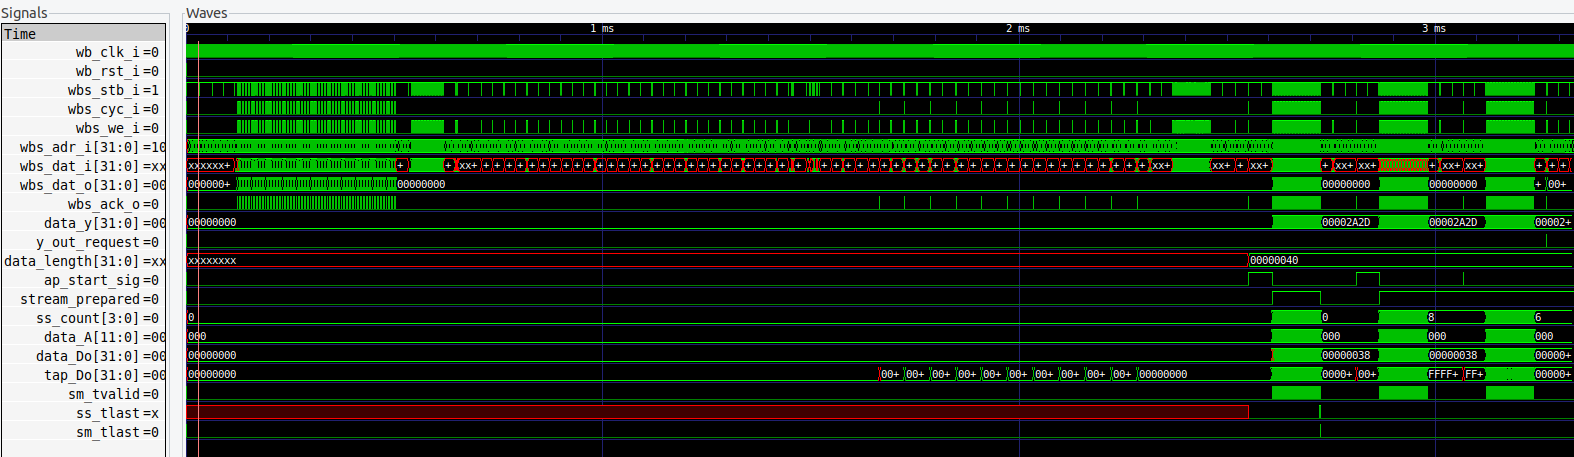 Signals
Waves
Time
0
1 ms
2 ms
3 ms
wb_clk_i=0
wb_rst_i=0
wbs_stb_i=1
wbs_cyc_i=0
wbs_we_i=0
wbs_adr_i[31:0]=10
wbs_dat_i[31:0]=xx xxxxxx+ + + xxx+ + + + + + + + + + + + + + + + + + + + + + + + + + + + + + + + + + + + + + + xxx+ xx+ + xx+ + xx+ xx+ + xx+ xx+ + + +
wbs_dat_o[31:0]=00 000000+ 00000000 00000000 00000000 + 00+
wbs_ack_o=0
data_y[31:0]=00 00000000 00002A2D 00002A2D 00002+
y_out_request=0
data_length[31:0]=xx xxxxxxxx 00000040
ap_start_sig=0
stream_prepared=0
ss_count[3:0]=0 0 0 8 6
data_A[11:0]=00 000 000 000 000
data_Do[31:0]=00 00000000 00000038 00000038 00000+
tap_Do[31:0]=00 00000000 00+ 00+ 00+ 00+ 00+ 00+ 00+ 00+ 00+ 00+ 00000000 0000+ 00+ FFFF+ FF+ 00000+
sm_tvalid=0
ss_tlast=x
sm_tlast=0